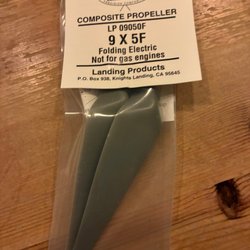 COMPOSITE PROPELLER
LP 09050F
9 X 5F
Folding Electric
Not for gas engines
Landing Products
P.O. Box 938, Knights Landing, CA 95645